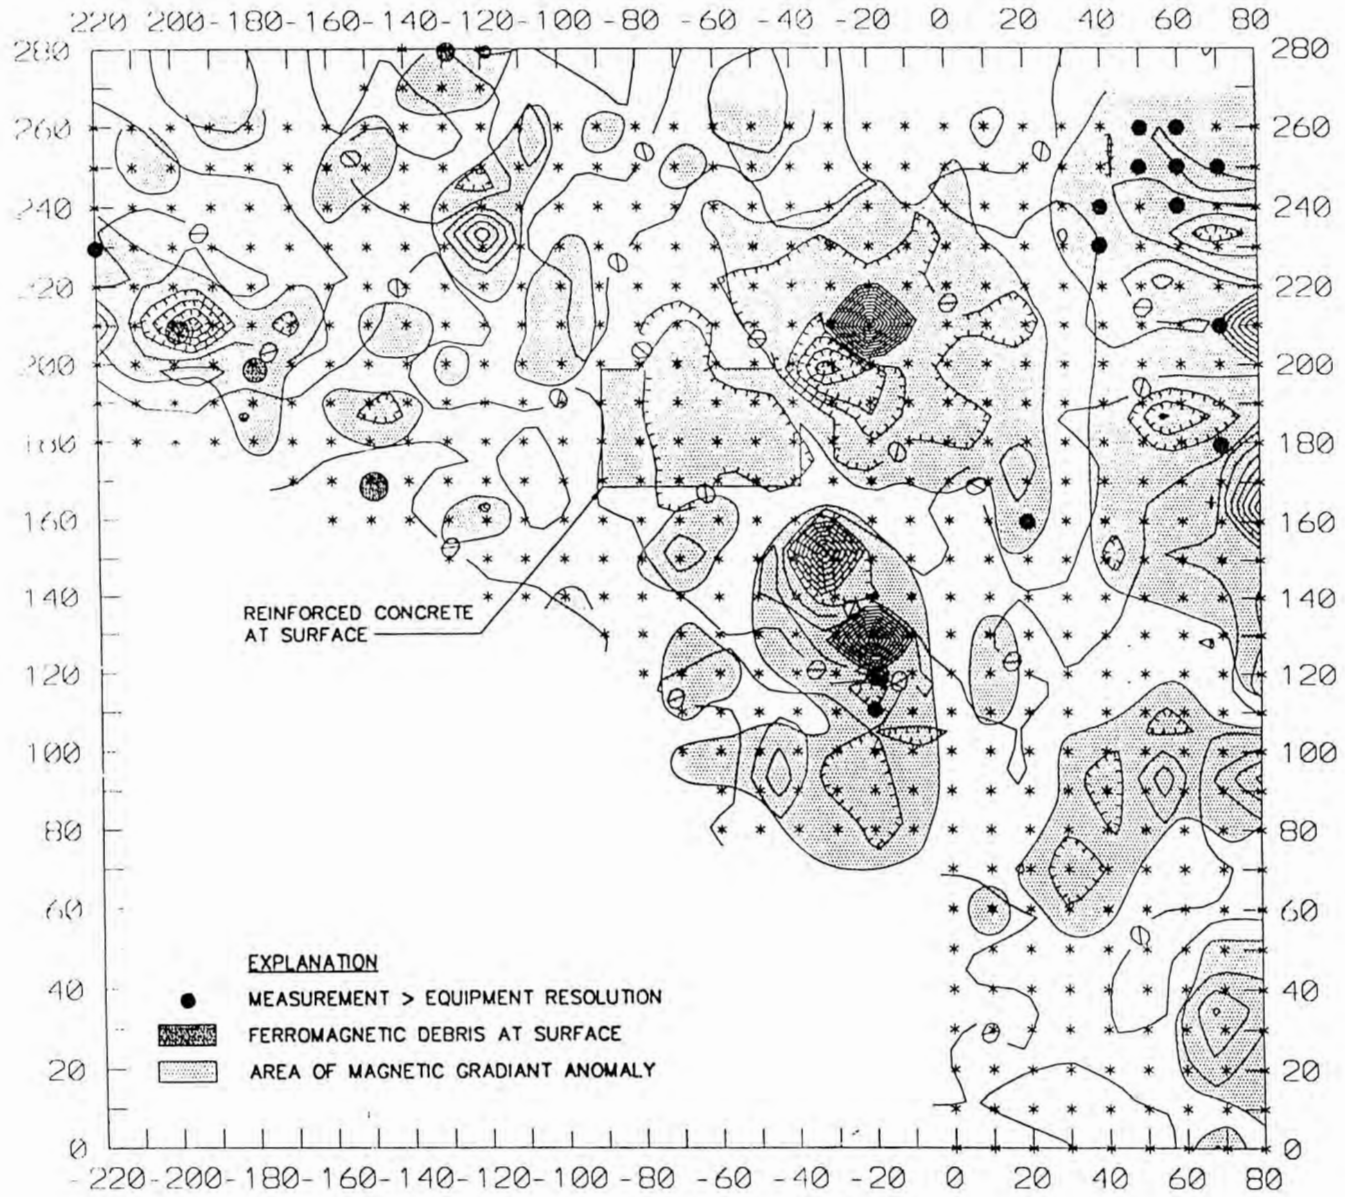 220 -200 -180 -160 -140 -120 -100 -80 -60 -40 -20 0 20 40 60 80
280 280
260 260
240 240
220 220
200 200
180 180
160 160
140 140
120 120
100 100
80 80
60 60
40 40
20 20
0 0
-220 -200 -180 -160 -140 -120 -100 -80 -60 -40 -20 0 20 40 60 80
REINFORCED CONCRETE
AT SURFACE
EXPLANATION
MEASUREMENT > EQUIPMENT RESOLUTION
FERROMAGNETIC DEBRIS AT SURFACE
AREA OF MAGNETIC GRADIANT ANOMALY